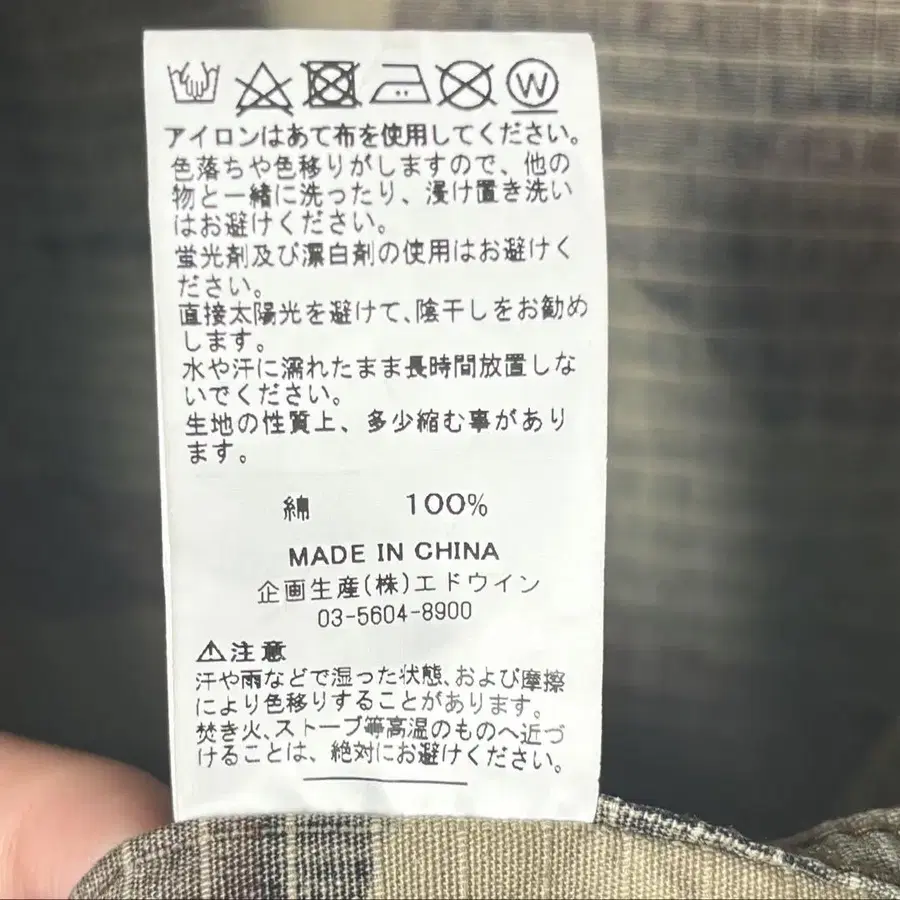 W
アイロンはあて布を使用してください。
色落ちや色移りがしますので、他の
物と一緒に洗ったり、浸け置き洗い
はお避けください。
蛍光剤及び漂白剤の使用はお避けく
ださい。
直接太陽光を避けて、陰干しをお勧め
します。
水や汗に濡れたまま長時間放置しな
いでください。
生地の性質上、多少縮む事があり
ます。
綿 100%
MADE IN CHINA
企画生産(株)エドウイン
03-5604-8900
⚠注意
汗や雨などで湿った状態、および摩擦
により色移りすることがあります。
焚き火、ストーブ等高温のものへ近づ
けることは、絶対にお避けください。